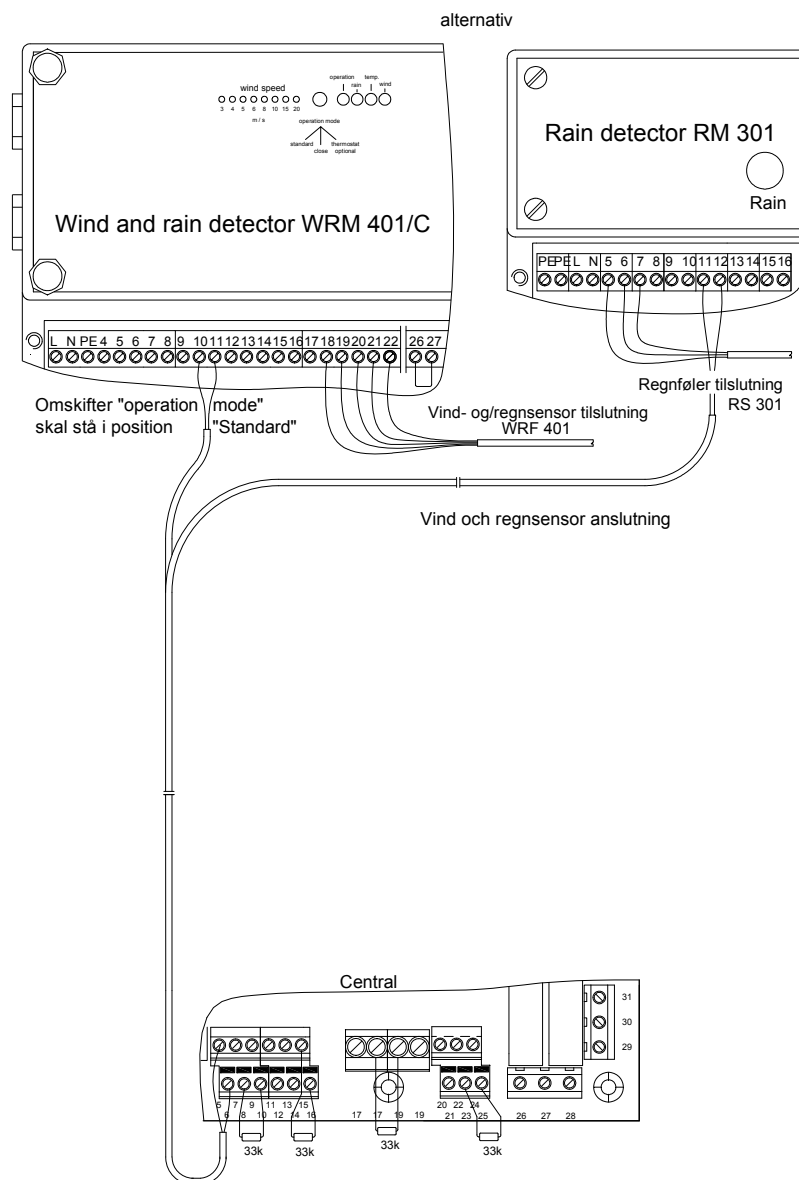 alternativ
operation
rain
temp.
wind
wind speed
3 4 5 6 8 10 15 20
m / s
operation mode
standard
close
thermostat
optional
Wind and rain detector WRM 401/C
L N PE 4 5 6 7 8 9 10 11 12 13 14 15 16 17 18 19 20 21 22 26 27
Omskifter "operation mode"
skal stå i position "Standard"
Vind- og/regnsensor tilslutning
WRF 401
Rain detector RM 301
Rain
PE PE L N 5 6 7 8 9 10 11 12 13 14 15 16
Regnføler tilslutning
RS 301
Vind och regnsensor anslutning
Central
31
30
29
5 7 9 11 13 15
6 8 10 12 14 16
17 17 19 19
20 22 24
21 23 25
26 27 28
33k
33k
33k
33k